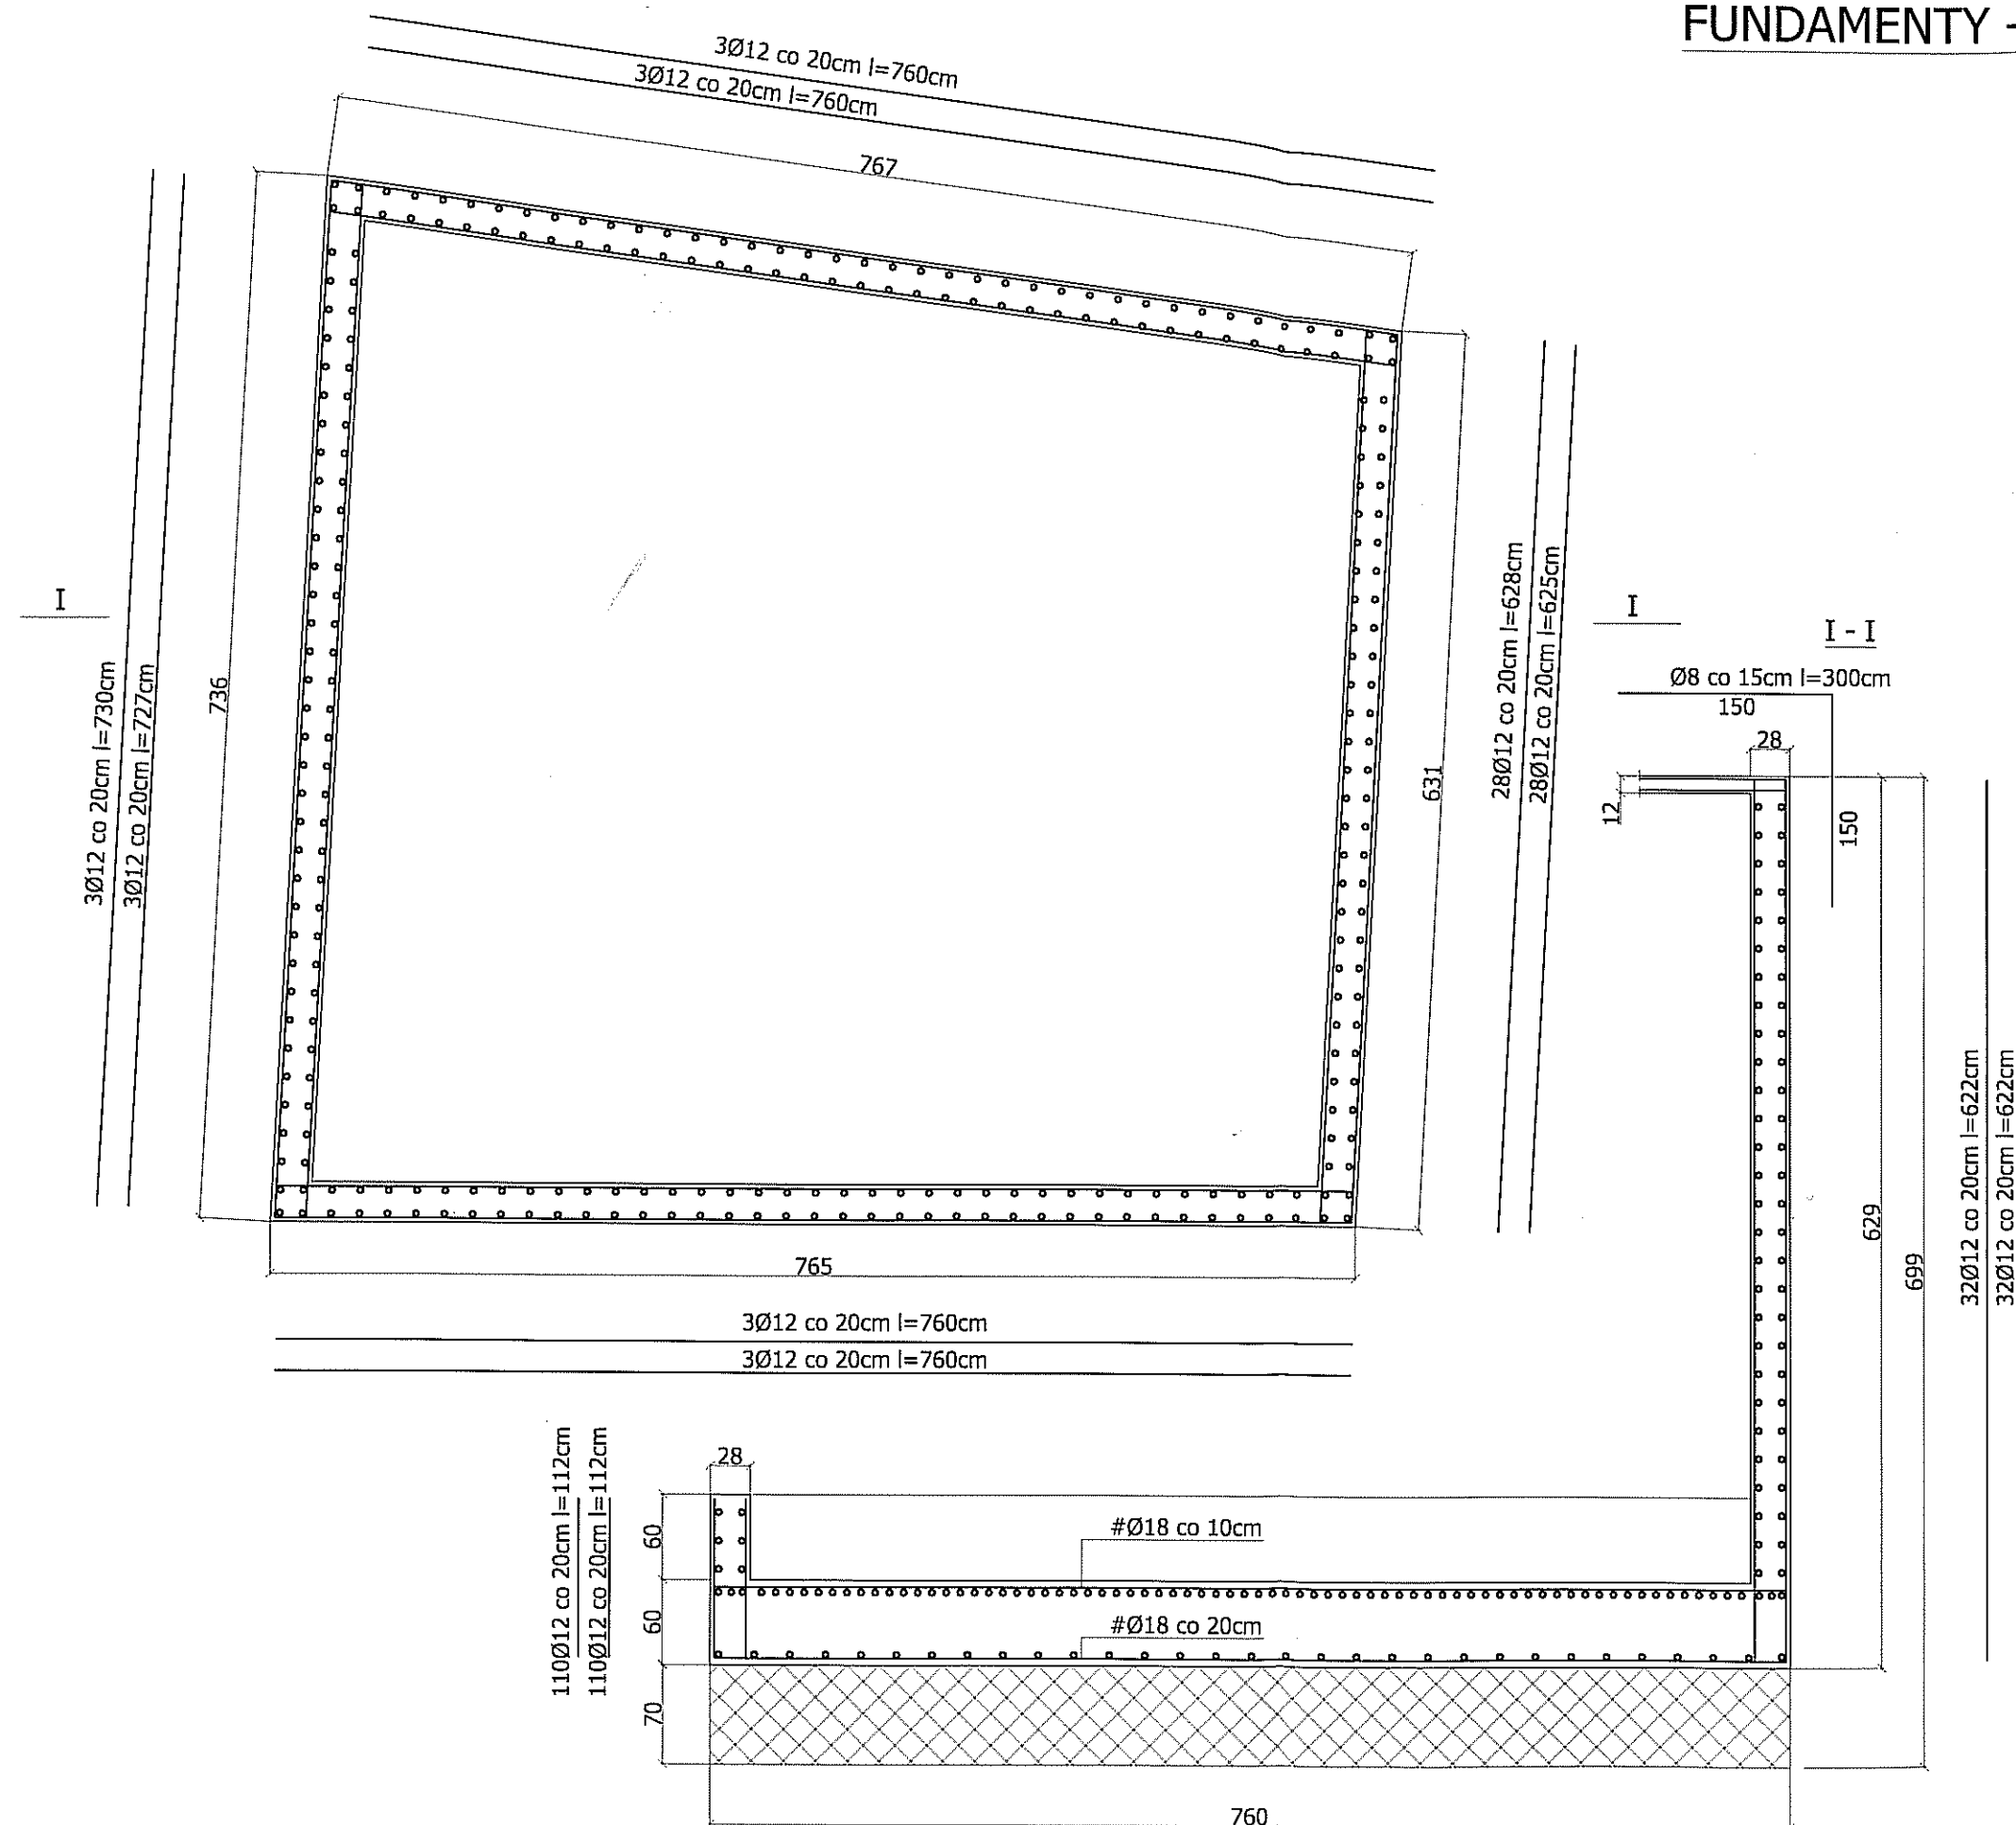 FUNDAMENTY -
3Ø12 co 20cm l=760cm
3Ø12 co 20cm l=760cm
767
3Ø12 co 20cm l=730cm
3Ø12 co 20cm l=727cm
736
I
631
28Ø12 co 20cm l=628cm
28Ø12 co 20cm l=625cm
I
I - I
Ø8 co 15cm l=300cm
150
28
12
150
629
699
32Ø12 co 20cm l=622cm
32Ø12 co 20cm l=622cm
765
3Ø12 co 20cm l=760cm
3Ø12 co 20cm l=760cm
110Ø12 co 20cm l=112cm
110Ø12 co 20cm l=112cm
28
60
#Ø18 co 10cm
60
#Ø18 co 20cm
70
760